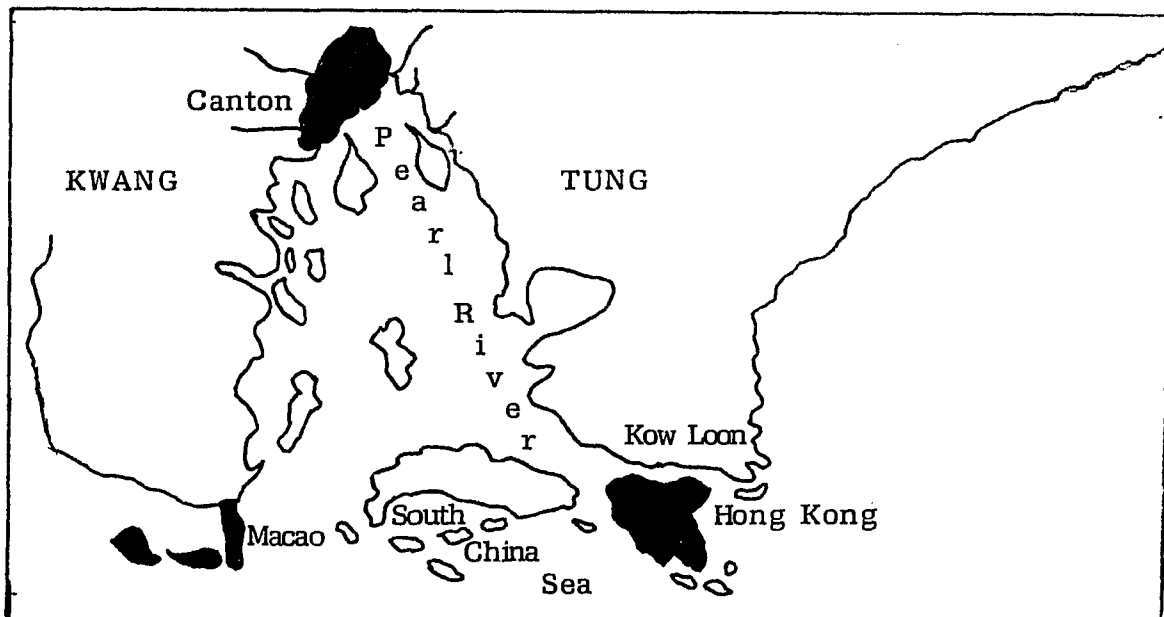 Canton
KWANG
TUNG
Pearl River
Kow Loon
Hong Kong
Macao
South
China
Sea